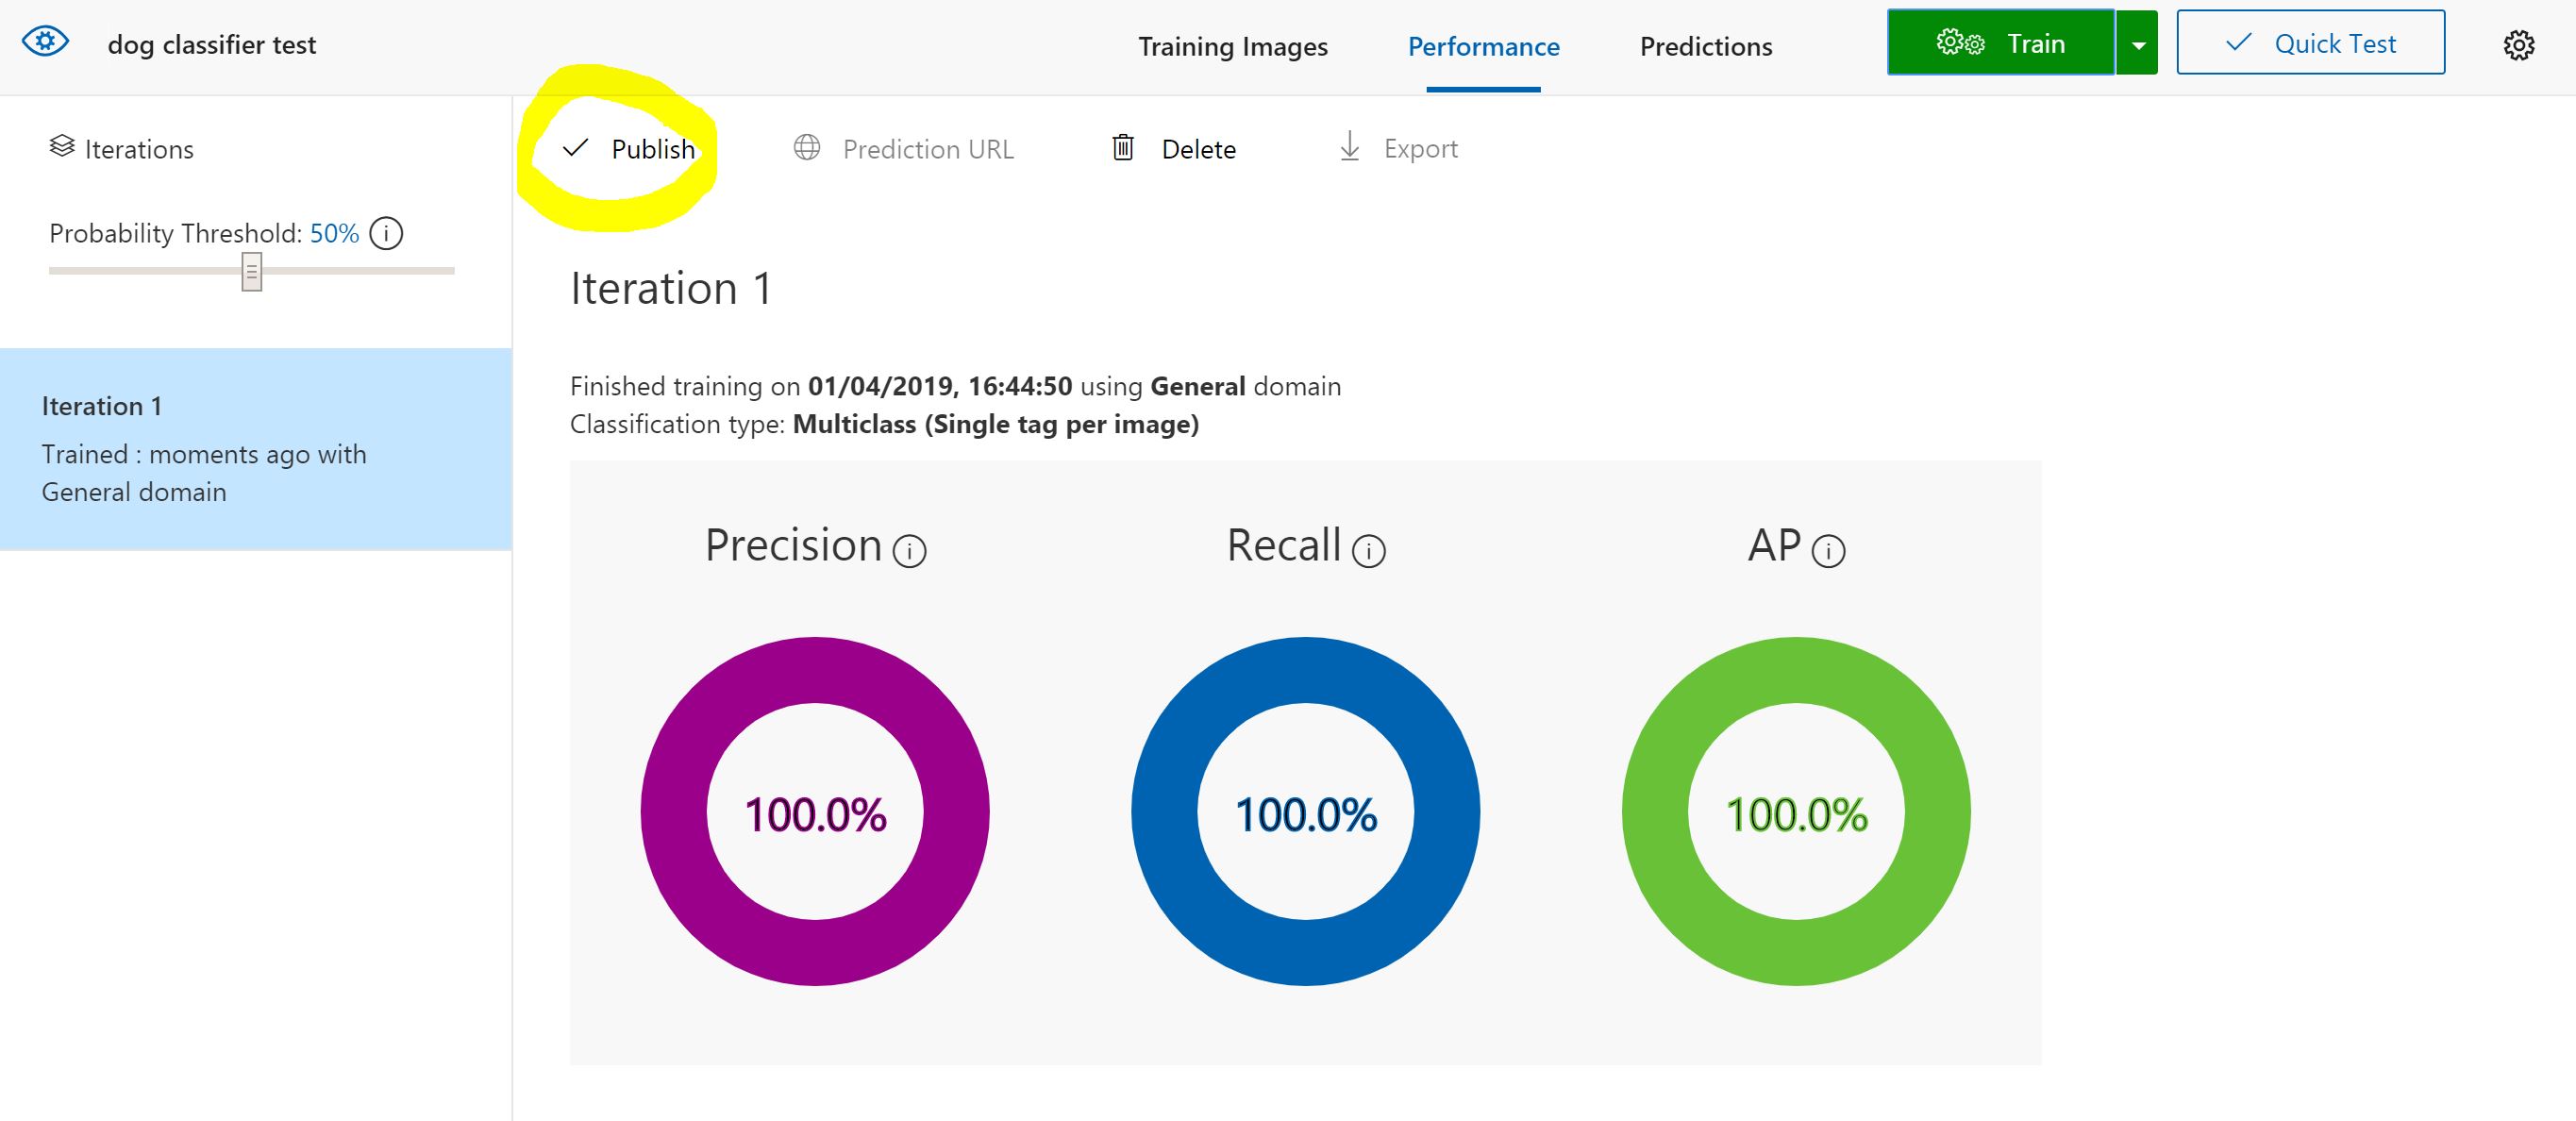 dog classifier test
Training Images
Performance
Predictions
Train
Quick Test
Iterations
Probability Threshold: 50%
Iteration 1
Trained : moments ago with
General domain
Publish
Prediction URL
Delete
Export
Iteration 1
Finished training on 01/04/2019, 16:44:50 using General domain
Classification type: Multiclass (Single tag per image)
Precision
Recall
AP
100.0%
100.0%
100.0%